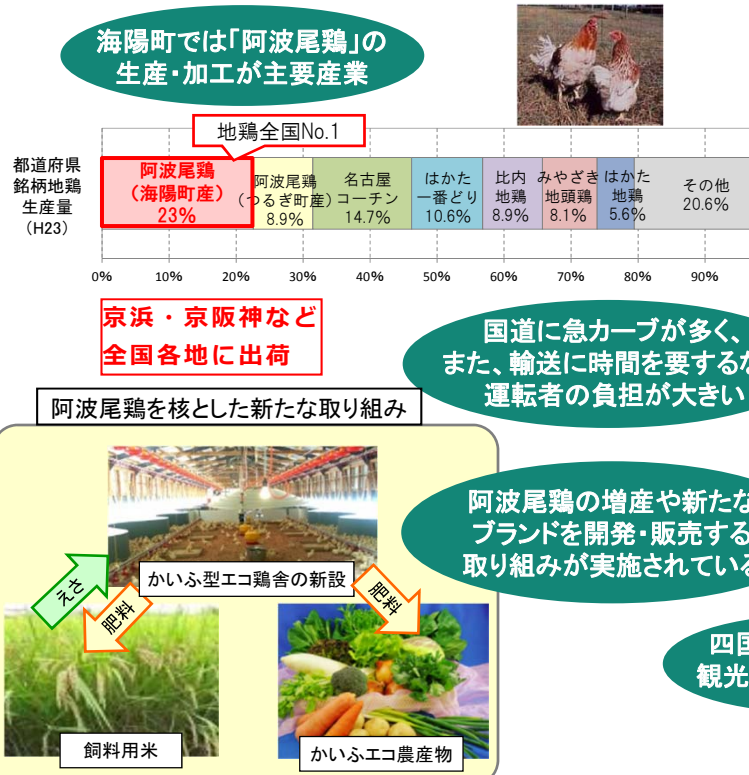 海陽町では「阿波尾鶏」の
生産・加工が主要産業
地鶏全国No.1
都道府県
銘柄地鶏
生産量
（H23）
阿波尾鶏
（海陽町産）
23%
阿波尾鶏
（つるぎ町産）
8.9%
名古屋
コーチン
14.7%
はかた
一番どり
10.6%
比内
地鶏
8.9%
みやざき
地頭鶏
8.1%
はかた
地鶏
5.6%
その他
20.6%
0%
10%
20%
30%
40%
50%
60%
70%
80%
90%
京浜・京阪神など
全国各地に出荷
国道に急カーブが多く、
また、輸送に時間を要するな
運転者の負担が大きい
阿波尾鶏を核とした新たな取り組み
かいふ型エコ鶏舎の新設
えさ
肥料
肥料
飼料用米
かいふエコ農産物
阿波尾鶏の増産や新たな
ブランドを開発・販売する
取り組みが実施されている
四国
観光